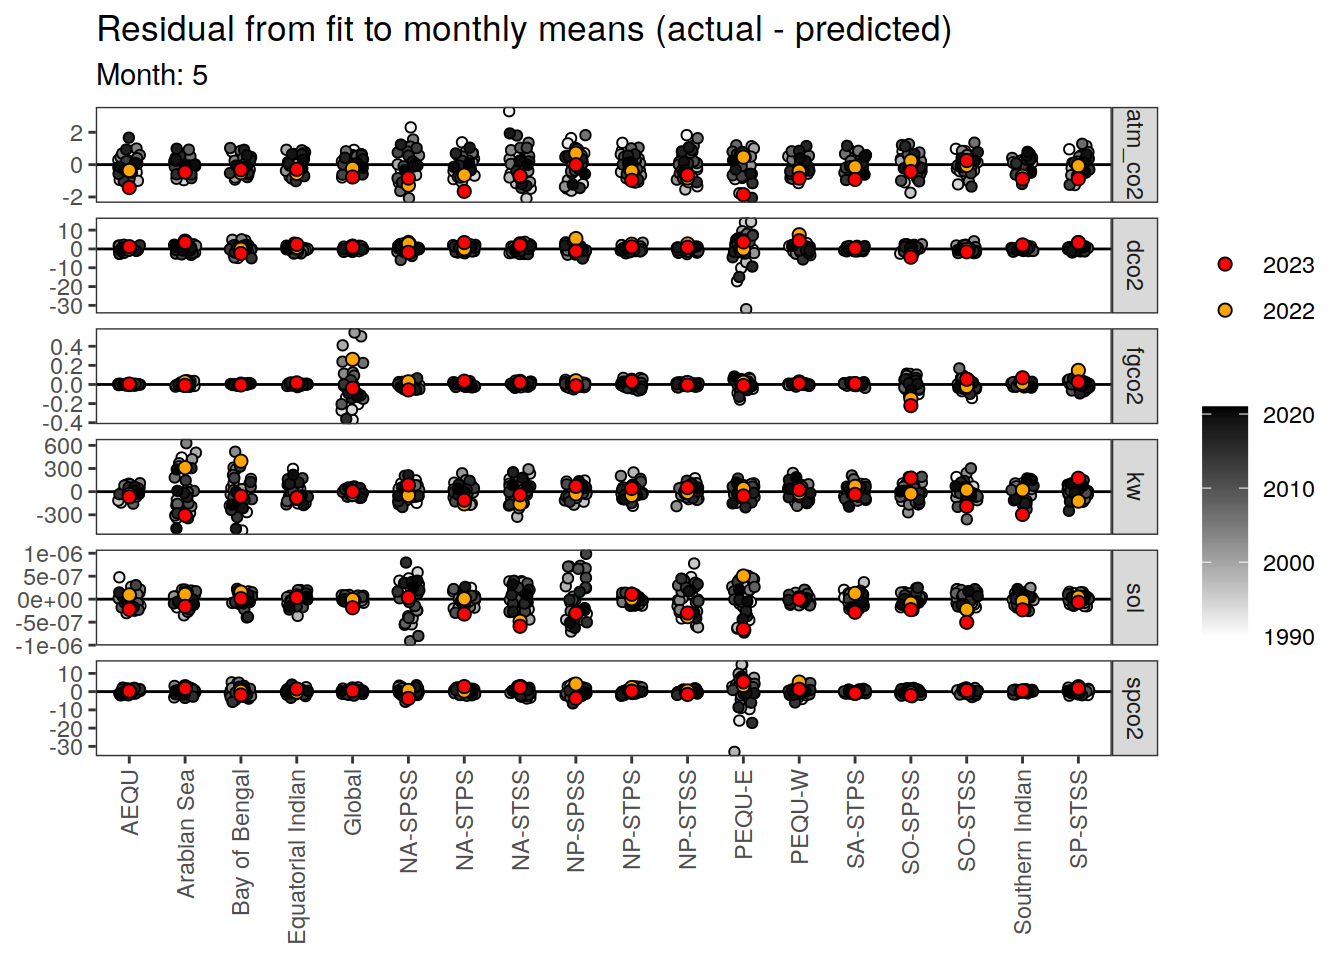 Residual from fit to monthly means (actual - predicted)
Month: 5
2
0
-2
atm_co2
10
0
-10
-20
-30
dco2
0.4
0.2
0.0
-0.2
-0.4
fgco2
600
300
0
-300
kw
1e-06
5e-07
0e+00
-5e-07
-1e-06
sol
10
0
-10
-20
-30
spco2
AEQU
Arabian Sea
Bay of Bengal
Equatorial Indian
Global
NA-SPSS
NA-STPS
NA-STSS
NP-SPSS
NP-STPS
NP-STSS
PEQU-E
PEQU-W
SA-STPS
SO-SPSS
SO-STSS
Southern Indian
SP-STSS
2023
2022
2020
2010
2000
1990